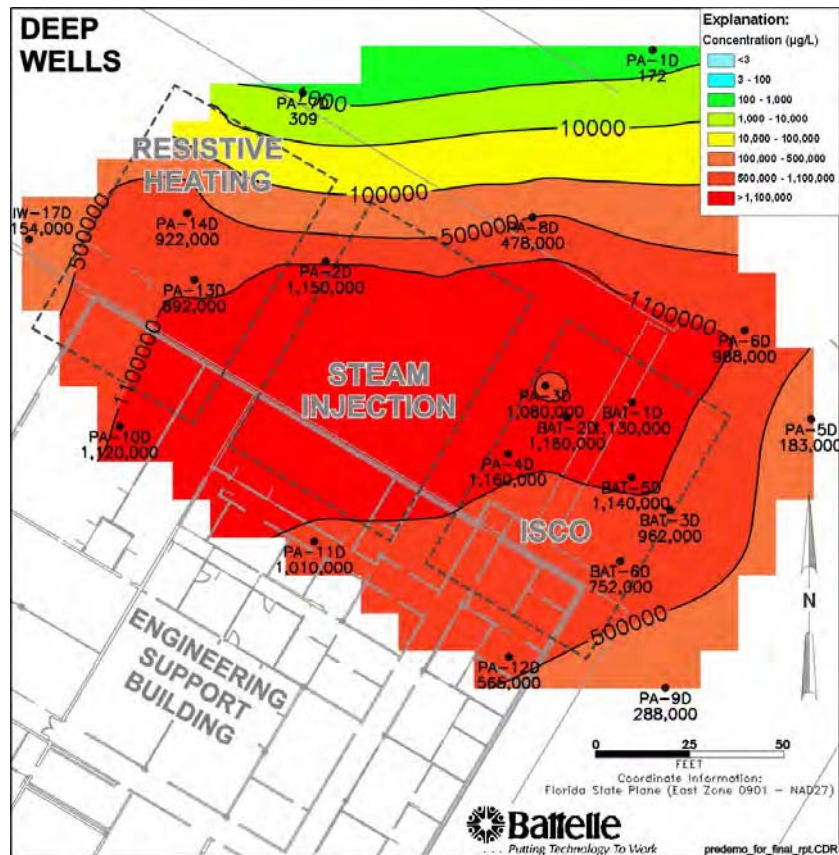 DEEP
WELLS
Explanation:
Concentration (µg/L)
<3
3 - 100
100 - 1,000
1,000 - 10,000
10,000 - 100,000
100,000 - 500,000
500,000 - 1,100,000
>1,100,000
PA-1D
172
1000
PA-7D
309
10000
RESISTIVE
HEATING
100000
IW-17D
154,000
500000
PA-14D
922,000
500000
PA-8D
478,000
PA-2D
1,150,000
PA-13D
892,000
1100000
PA-6D
988,000
1100000
STEAM
INJECTION
PA-3D
1,080,000
BAT-1D
1,130,000
BAT-2D
1,160,000
PA-5D
183,000
PA-10D
1,120,000
PA-4D
1,160,000
BAT-5D
1,140,000
BAT-3D
962,000
ISCO
PA-11D
1,010,000
BAT-6D
752,000
N
500000
ENGINEERING
SUPPORT
BUILDING
PA-12D
565,000
PA-9D
288,000
0 25 50
FEET
Coordinate Information:
Florida State Plane (East Zone 0901 - NAD27)
Battelle
Putting Technology To Work
predemo_for_final_rpt.CDR